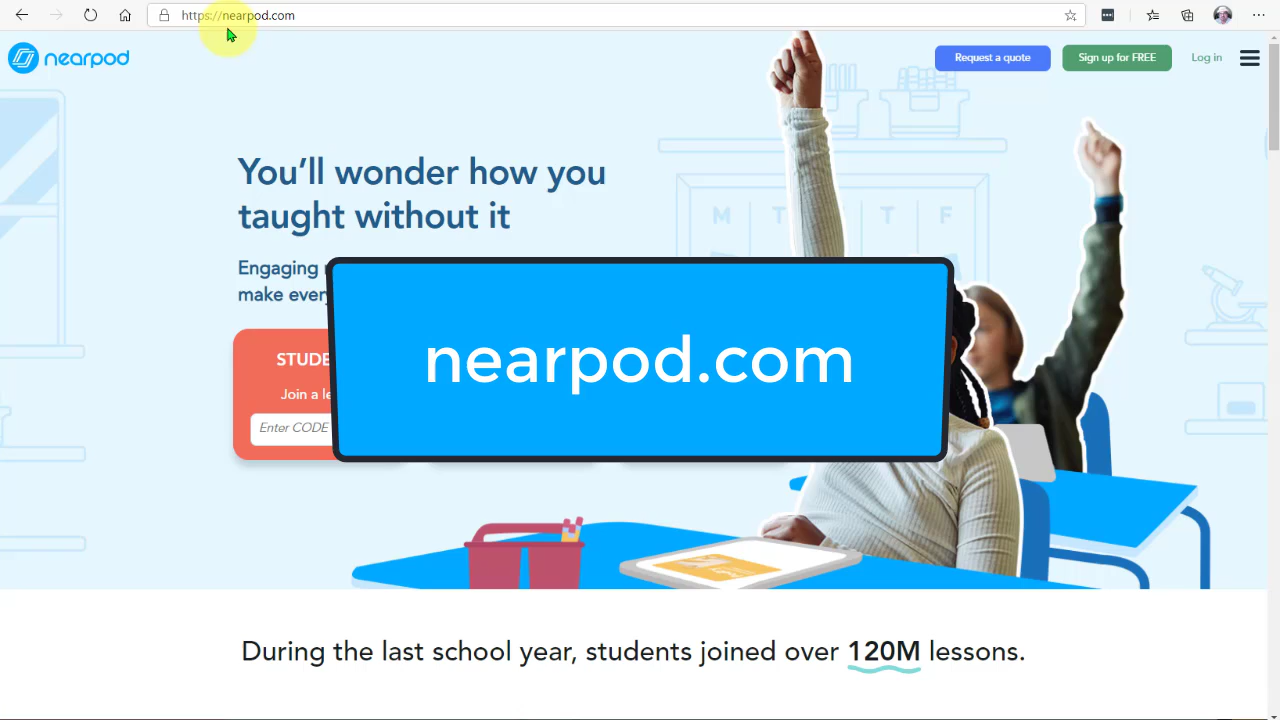 https://nearpod.com
nearpod
Request a quote
Sign up for FREE
Log in
You'll wonder how you
taught without it
M T T F
Engaging
make every
nearpod.com
STUDE
Join a le
Enter CODE
During the last school year, students joined over 120M lessons.